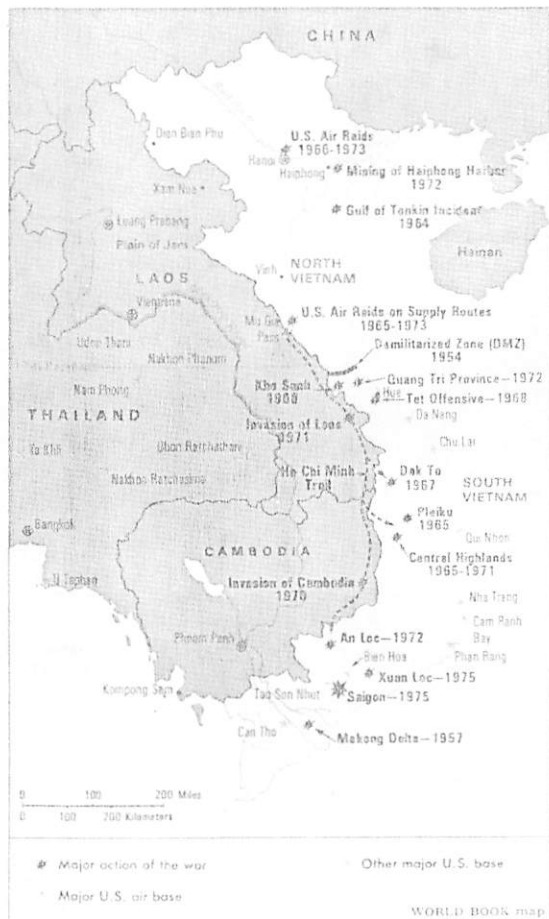 CHINA
Dien Bien Phu
U.S. Air Raids
1966-1973
Hanoi
Haiphong
Mining of Haiphong Harbor
1972
Xam Nua
Gulf of Tonkin Incident
1964
Luang Prabang
Plain of Jars
Hainan
LAOS
Vinh
NORTH
VIETNAM
Vientiane
Mu Gia
Pass
U.S. Air Raids on Supply Routes
1965-1973
Udon Thani
Nakhon Phanom
Demilitarized Zone (DMZ)
1954
Nam Phong
Khe Sanh
1968
Quang Tri Province—1972
Hue
Tet Offensive—1968
THAILAND
Invasion of Laos
1971
Da Nang
Ubon Ratchathani
Chu Lai
Nakhon Ratchasima
Ho Chi Minh
Trail
Dak To
1967
SOUTH
VIETNAM
Bangkok
Pleiku
1965
CAMBODIA
Qui Nhon
Central Highlands
1965-1971
U Taphao
Invasion of Cambodia
1970
Nha Trang
Cam Ranh
Bay
Phnom Penh
An Loc—1972
Bien Hoa
Phan Rang
Xuan Loc—1975
Kompong Som
Tan Son Nhut
Saigon—1975
Can Tho
Mekong Delta—1957
0 100 200 Miles
0 100 200 Kilometers
Major action of the war
Other major U.S. base
Major U.S. air base
WORLD BOOK map